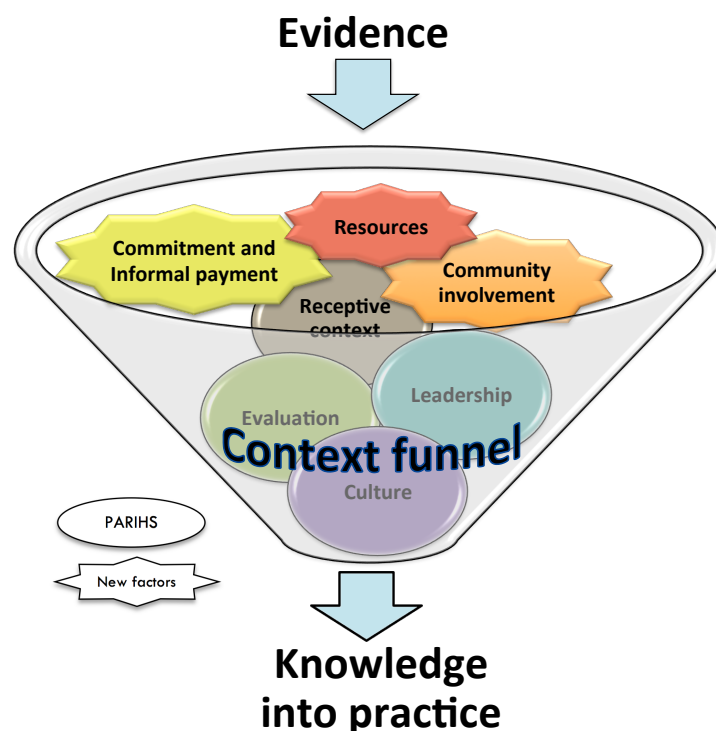 Evidence
Resources
Commitment and
Informal payment
Community
involvement
Receptive
context
Leadership
Evaluation
Context funnel
Culture
PARIHS
New factors
Knowledge
into practice